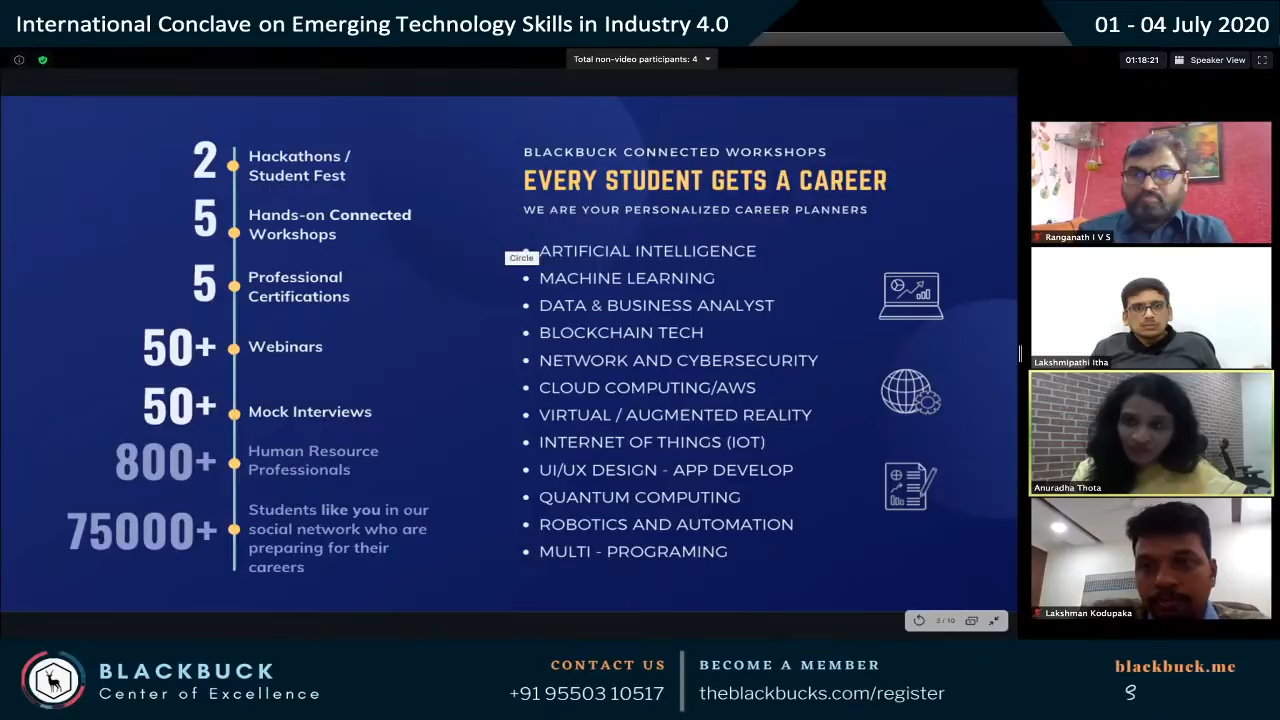 International Conclave on Emerging Technology Skills in Industry 4.0
01 - 04 July 2020
Total non-video participants: 4
01:18:21
Speaker View
2
Hackathons /
Student Fest
5
Hands-on Connected
Workshops
5
Professional
Certifications
50+
Webinars
50+
Mock Interviews
800+
Human Resource
Professionals
75000+
Students like you in our
social network who are
preparing for their
careers
BLACKBUCK CONNECTED WORKSHOPS
EVERY STUDENT GETS A CAREER
WE ARE YOUR PERSONALIZED CAREER PLANNERS
Circle
• ARTIFICIAL INTELLIGENCE
• MACHINE LEARNING
• DATA & BUSINESS ANALYST
• BLOCKCHAIN TECH
• NETWORK AND CYBERSECURITY
• CLOUD COMPUTING/AWS
• VIRTUAL / AUGMENTED REALITY
• INTERNET OF THINGS (IOT)
• UI/UX DESIGN - APP DEVELOP
• QUANTUM COMPUTING
• ROBOTICS AND AUTOMATION
• MULTI - PROGRAMING
Ranganath I V S
Lakshmipathi Itha
Anuradha Thota
Lakshman Kodupaka
BLACKBUCK
Center of Excellence
CONTACT US
+91 95503 10517
BECOME A MEMBER
theblackbucks.com/register
blackbuck.me
8